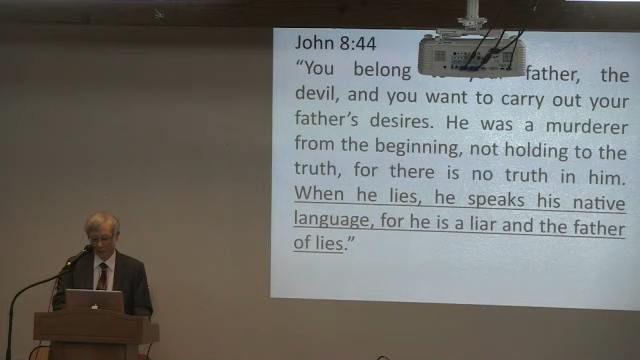 John 8:44
“You belong your father, the
devil, and you want to carry out your
father’s desires. He was a murderer
from the beginning, not holding to the
truth, for there is no truth in him.
When he lies, he speaks his native
language, for he is a liar and the father
of lies.”